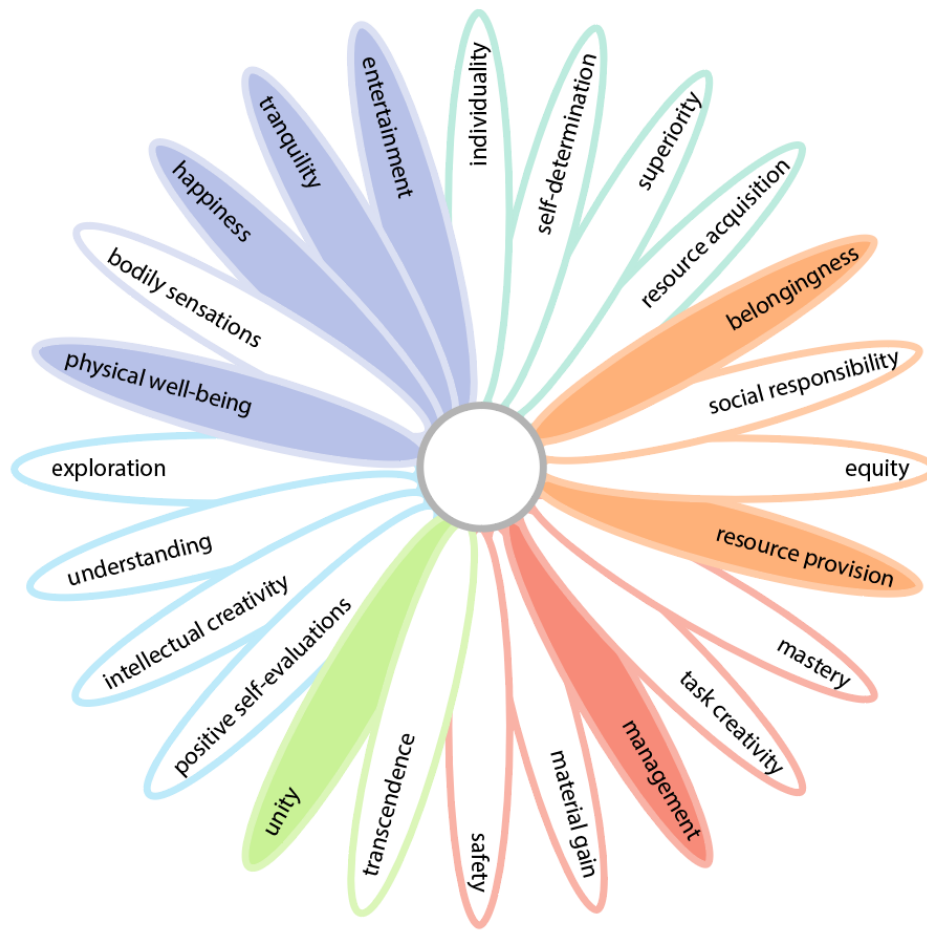 individuality
self-determination
superiority
resource acquisition
belongingness
social responsibility
equity
resource provision
mastery
task creativity
management
material gain
safety
transcendence
unity
positive self-evaluations
intellectual creativity
understanding
exploration
physical well-being
bodily sensations
happiness
tranquility
entertainment